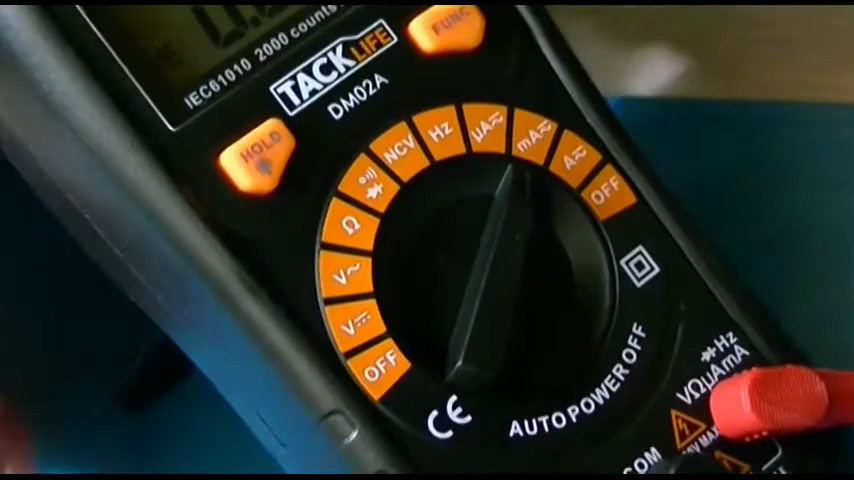 FUNC
IEC61010 2000 counts
TACKLIFE
DM02A
HOLD
OFF
V⎓
V~
Ω
NCV
Hz
µA≂
mA≂
A≂
OFF
CE
AUTO POWER OFF
Hz
VΩµAmA
COM
MAX